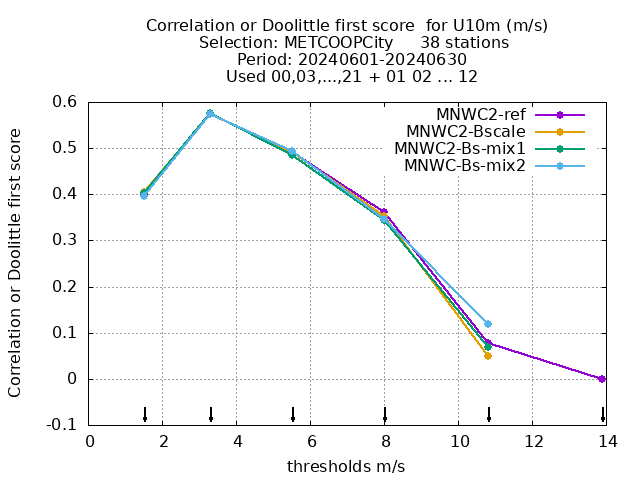 Correlation or Doolittle first score  for U10m (m/s)
Selection: METCOOPCity     38 stations
Period: 20240601-20240630
Used 00,03,...,21 + 01 02 ... 12
MNWC2-ref
MNWC2-Bscale
MNWC2-Bs-mix1
MNWC-Bs-mix2
Correlation or Doolittle first score
0.6
0.5
0.4
0.3
0.2
0.1
0
-0.1
0 2 4 6 8 10 12 14
thresholds m/s